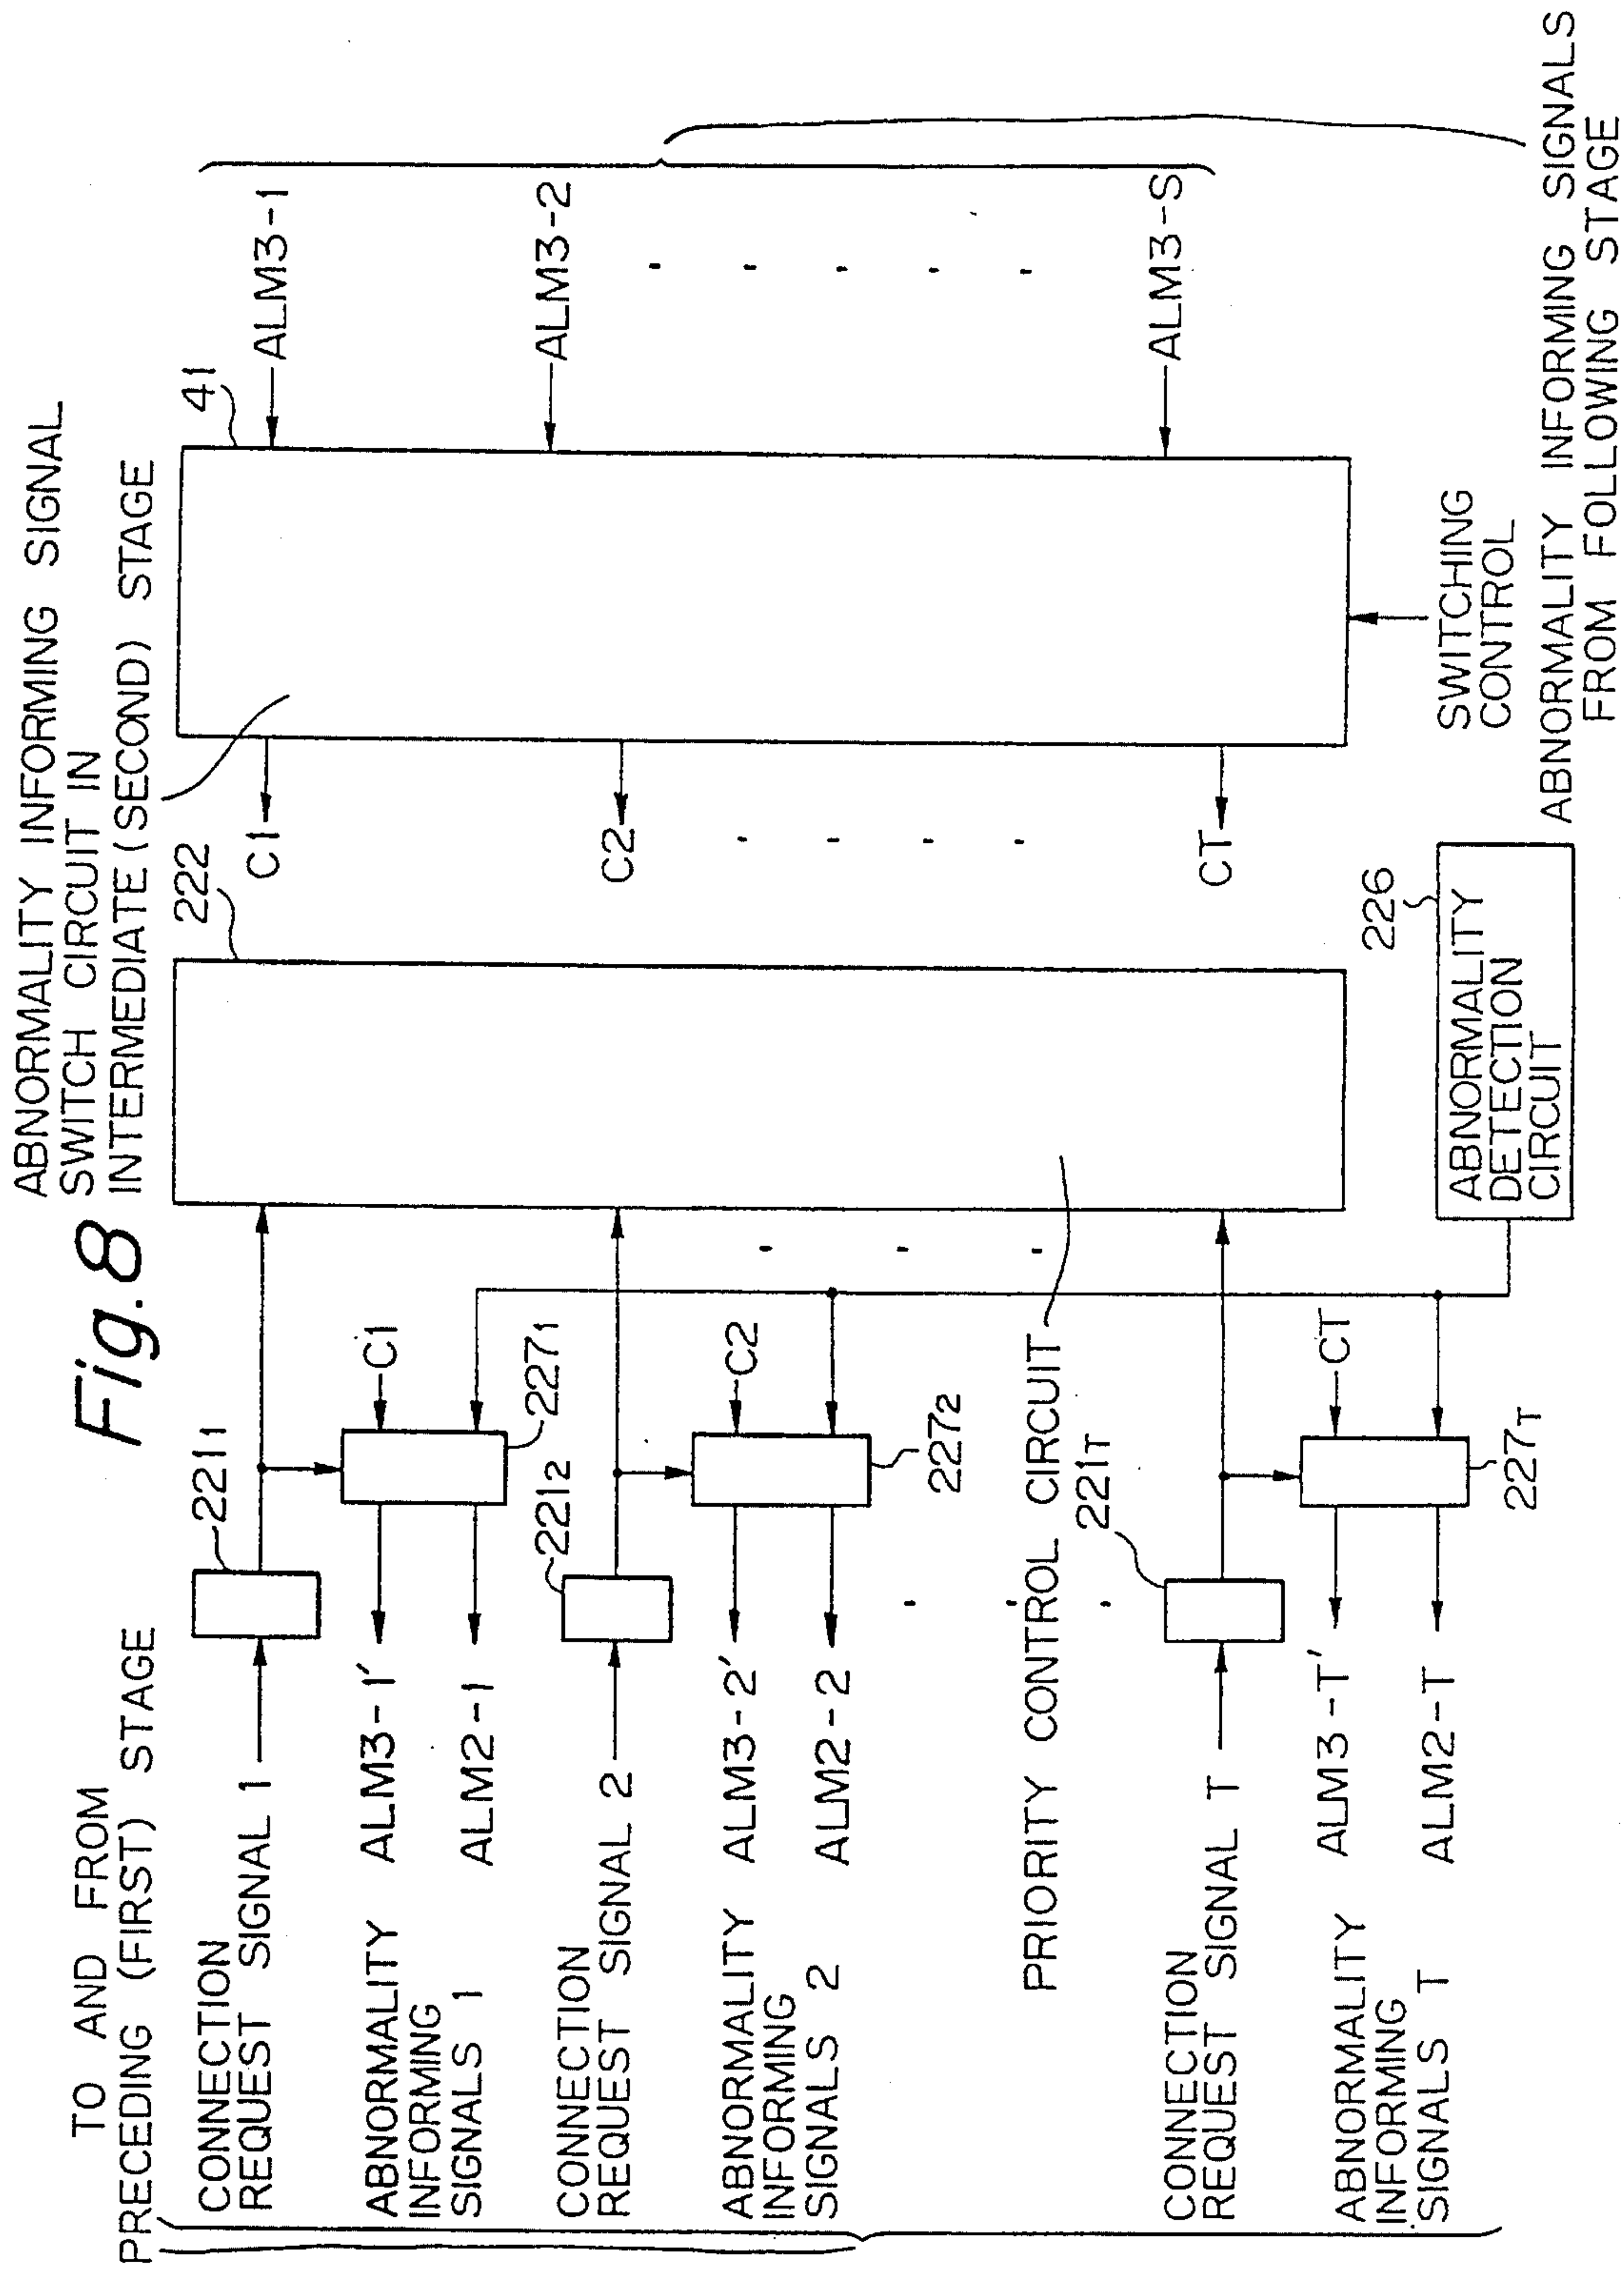 Fig. 8
ABNORMALITY INFORMING SIGNAL
SWITCH CIRCUIT IN
INTERMEDIATE (SECOND) STAGE
TO AND FROM
PRECEDING (FIRST) STAGE
CONNECTION
REQUEST SIGNAL 1
221₁
222
C1
41
ALM3-1
ABNORMALITY
INFORMING
SIGNALS 1
ALM3-1'
ALM2-1
C1
227₁
CONNECTION
REQUEST SIGNAL 2
221₂
C2
ALM3-2
ABNORMALITY
INFORMING
SIGNALS 2
ALM3-2'
ALM2-2
C2
227₂
PRIORITY CONTROL CIRCUIT
CONNECTION
REQUEST SIGNAL T
221T
CT
ALM3-S
ABNORMALITY
INFORMING
SIGNALS T
ALM3-T'
ALM2-T
CT
227T
226
ABNORMALITY
DETECTION
CIRCUIT
SWITCHING
CONTROL
ABNORMALITY INFORMING SIGNALS
FROM FOLLOWING STAGE